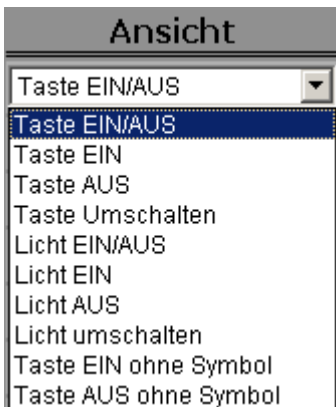 Ansicht
Taste EIN/AUS
Taste EIN/AUS
Taste EIN
Taste AUS
Taste Umschalten
Licht EIN/AUS
Licht EIN
Licht AUS
Licht umschalten
Taste EIN ohne Symbol
Taste AUS ohne Symbol